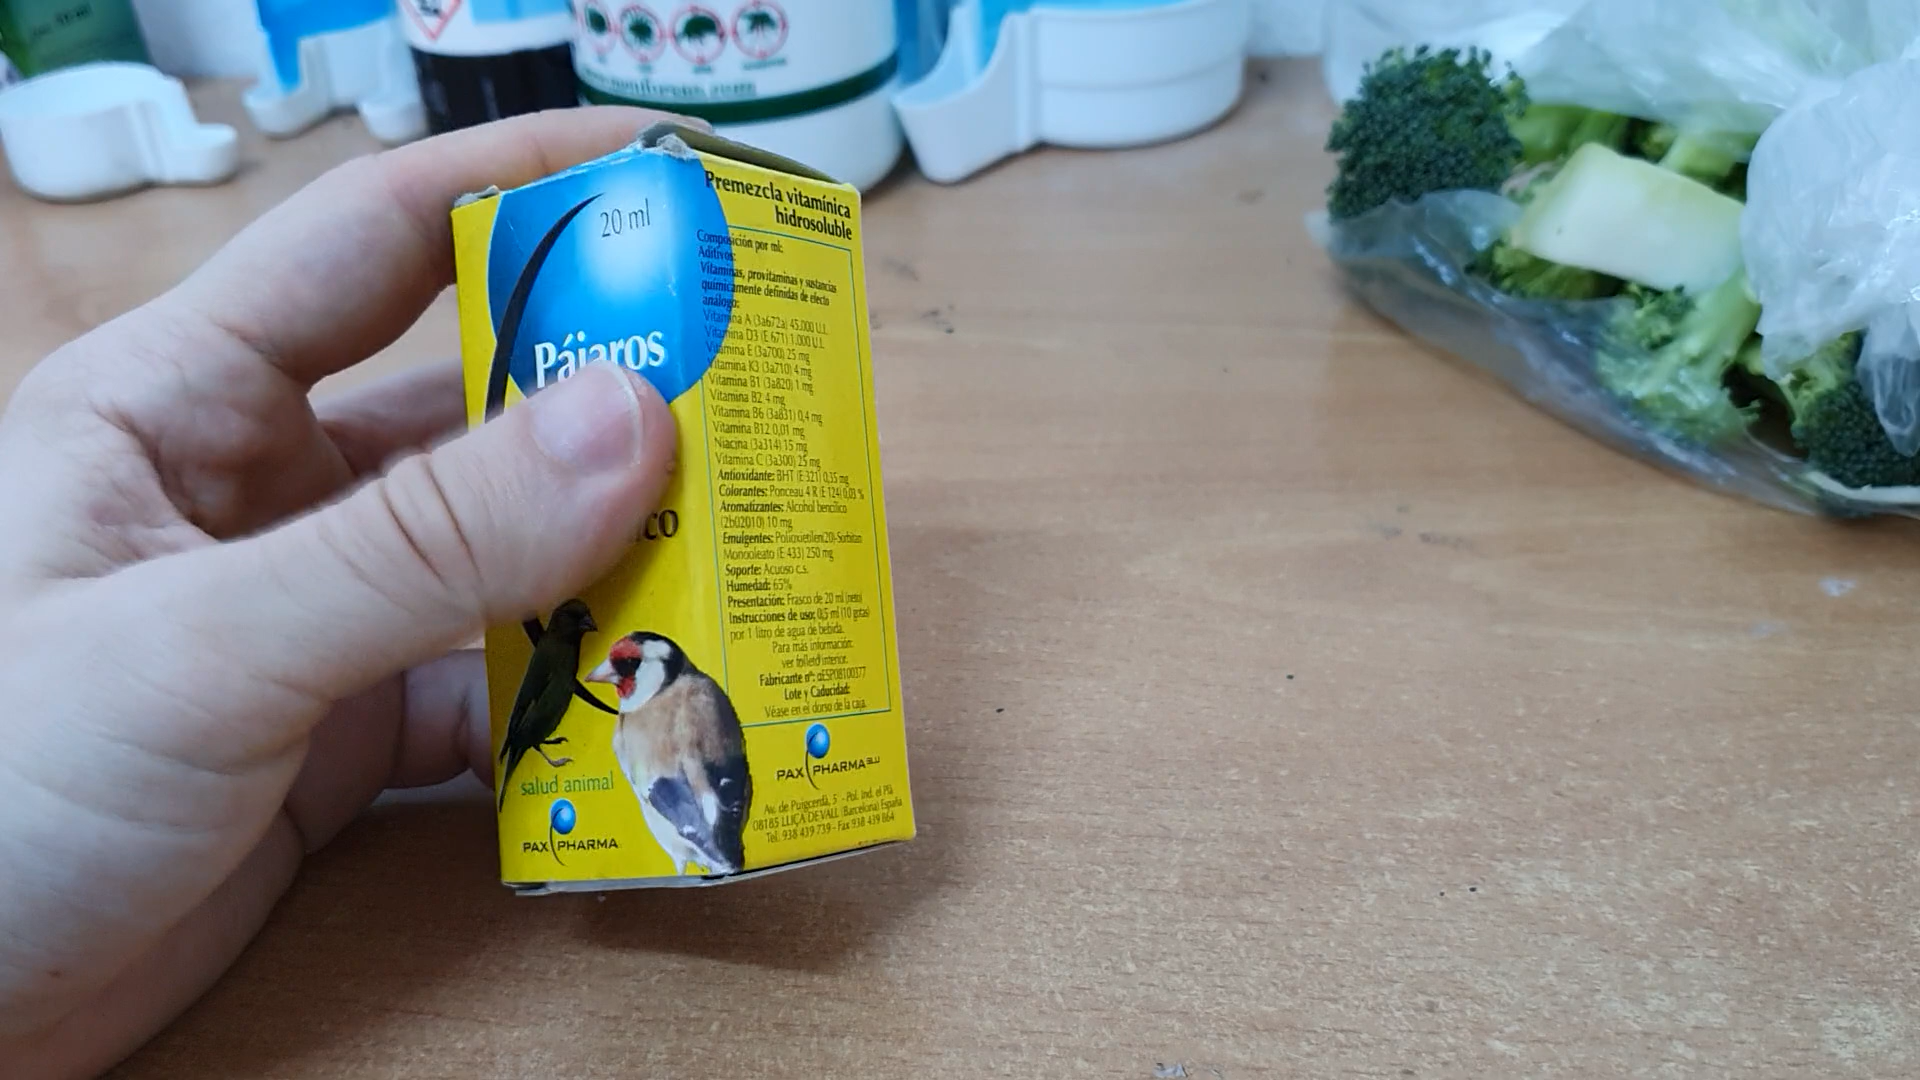 20 ml
Pájaros
salud animal
PAX PHARMA
Premezcla vitamínica
hidrosoluble
Composición por ml:
Aditivos:
Vitaminas, provitaminas y sustancias
químicamente definidas de efecto
análogo:
Vitamina A (3a672a) 45.000 U.I.
Vitamina D3 (E 671) 1.000 U.I.
Vitamina E (3a700) 25 mg
Vitamina K3 (3a710) 4 mg
Vitamina B1 (3a820) 1 mg
Vitamina B2 4 mg
Vitamina B6 (3a831) 0,4 mg
Vitamina B12 0,01 mg
Niacina (3a314) 15 mg
Vitamina C (3a300) 25 mg
Antioxidante: BHT (E 321) 0,35 mg
Colorantes: Ponceau 4 R (E 124) 0,03 %
Aromatizantes: Alcohol bencílico
(2b02010) 10 mg
Emulgentes: Polioxietilen(20)-Sorbitan
Monooleato (E 433) 250 mg
Soporte: Acuoso c.s.
Humedad: 65%
Presentación: Frasco de 20 ml (neto)
Instrucciones de uso: 0,5 ml (10 gotas)
por 1 litro de agua de bebida.
Para más información:
ver folleto interior.
Fabricante nº: αESP08100377
Lote y Caducidad:
Véase en el dorso de la caja.
PAX PHARMA SLU
Av. de Puigcerdà, 5 - Pol. Ind. el Plà
08185 LLIÇA DE VALL (Barcelona) España
Tel. 938 439 739 - Fax 938 439 864